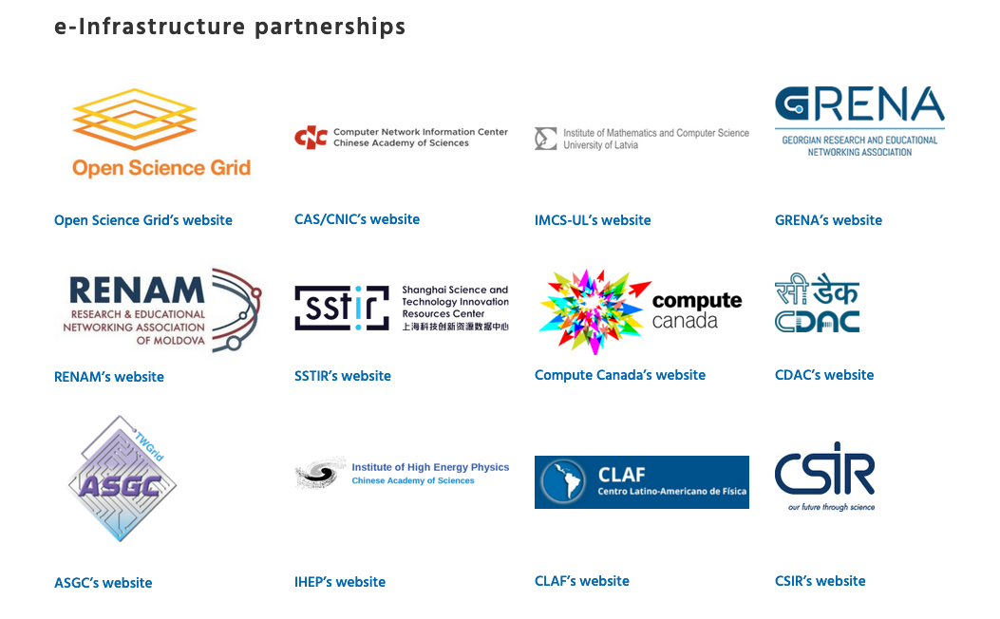 e-Infrastructure partnerships
Open Science Grid
Open Science Grid's website
CNC
Computer Network Information Center
Chinese Academy of Sciences
CAS/CNIC's website
Institute of Mathematics and Computer Science
University of Latvia
IMCS-UL's website
GRENA
GEORGIAN RESEARCH AND EDUCATIONAL
NETWORKING ASSOCIATION
GRENA's website
RENAM
RESEARCH & EDUCATIONAL
NETWORKING ASSOCIATION
OF MOLDOVA
RENAM's website
sstir
Shanghai Science and
Technology Innovation
Resources Center
上海科技创新资源数据中心
SSTIR's website
compute
canada
Compute Canada's website
सी डैक
CDAC
CDAC's website
TWGrid
ASGC
ASGC's website
Institute of High Energy Physics
Chinese Academy of Sciences
IHEP's website
CLAF
Centro Latino-Americano de Física
CLAF's website
CSIR
our future through science
CSIR's website